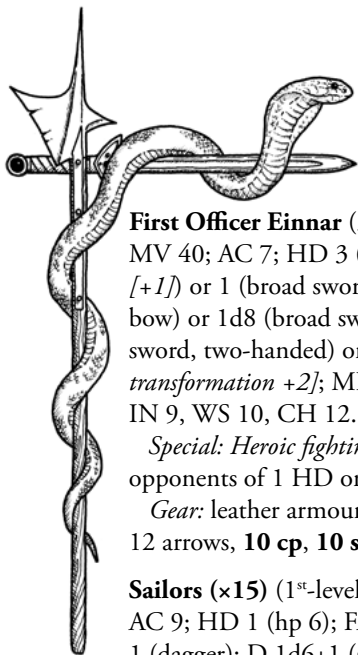 First Officer Einnar (
MV 40; AC 7; HD 3 (
[+1]) or 1 (broad swor
bow) or 1d8 (broad sw
sword, two-handed) or
transformation +2]; M
IN 9, WS 10, CH 12.
Special: Heroic fighting
opponents of 1 HD or
Gear: leather armour
12 arrows, 10 cp, 10 s
Sailors (×15) (1st-level
AC 9; HD 1 (hp 6); F
1 (dagger); D 1d6+1 (